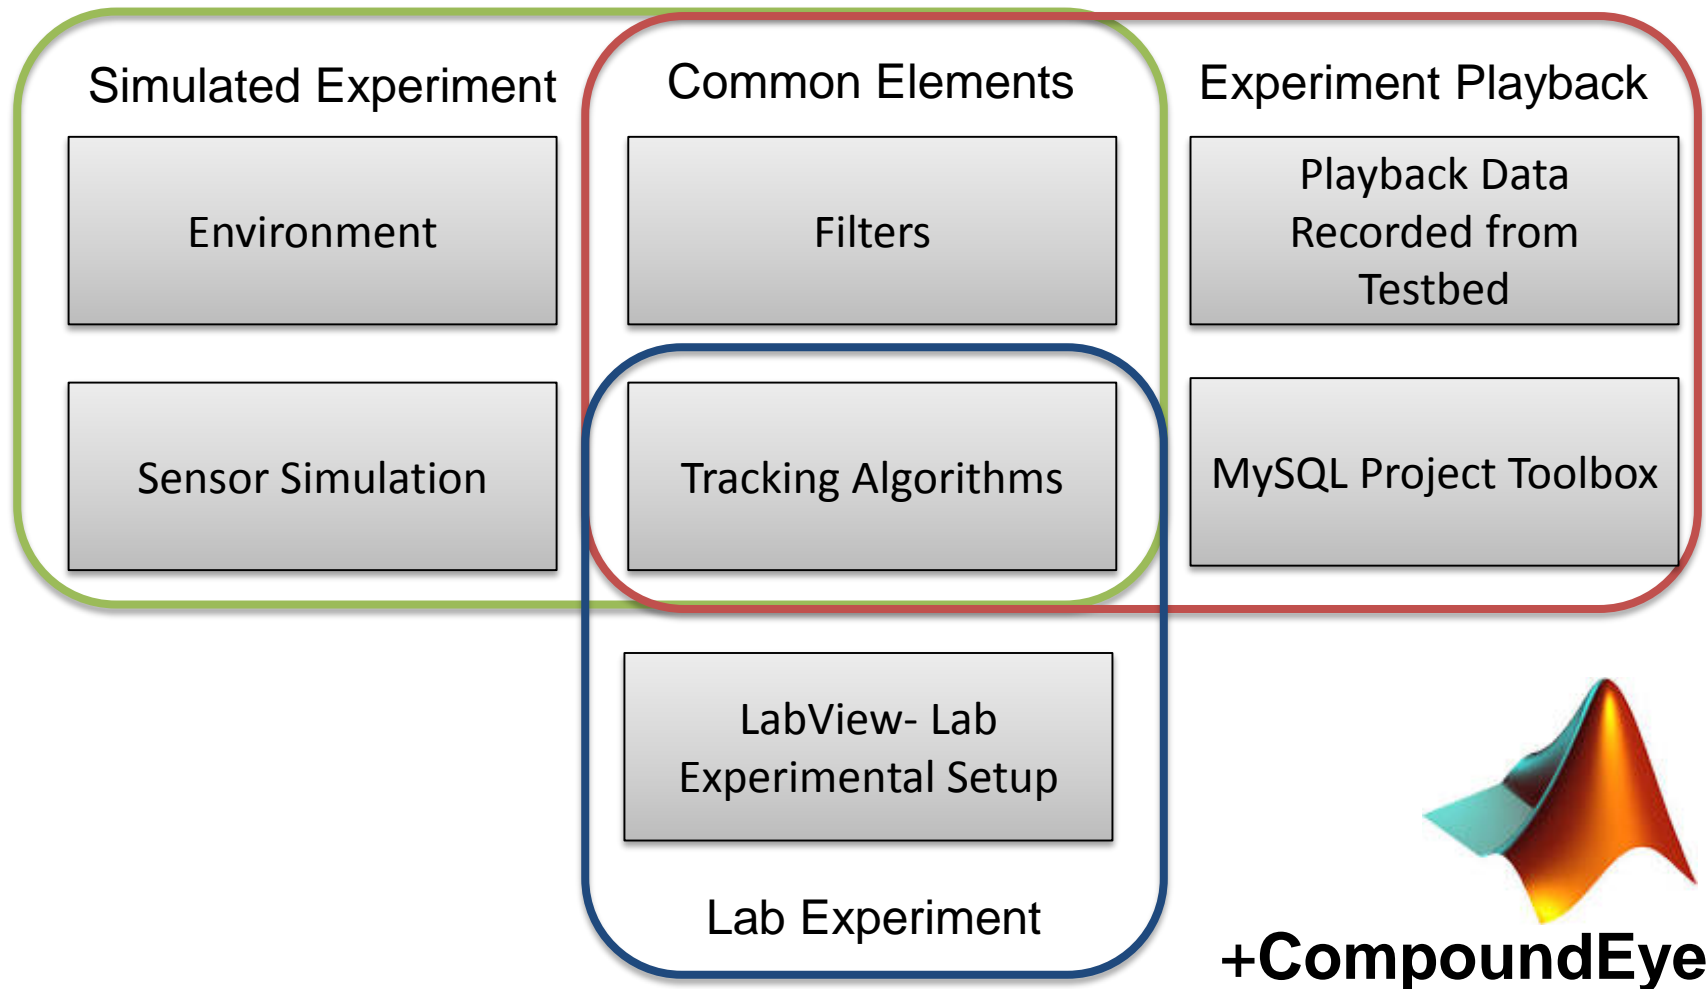 Simulated Experiment
Common Elements
Experiment Playback
Environment
Filters
Playback Data
Recorded from
Testbed
Sensor Simulation
Tracking Algorithms
MySQL Project Toolbox
LabView- Lab
Experimental Setup
Lab Experiment
+CompoundEye